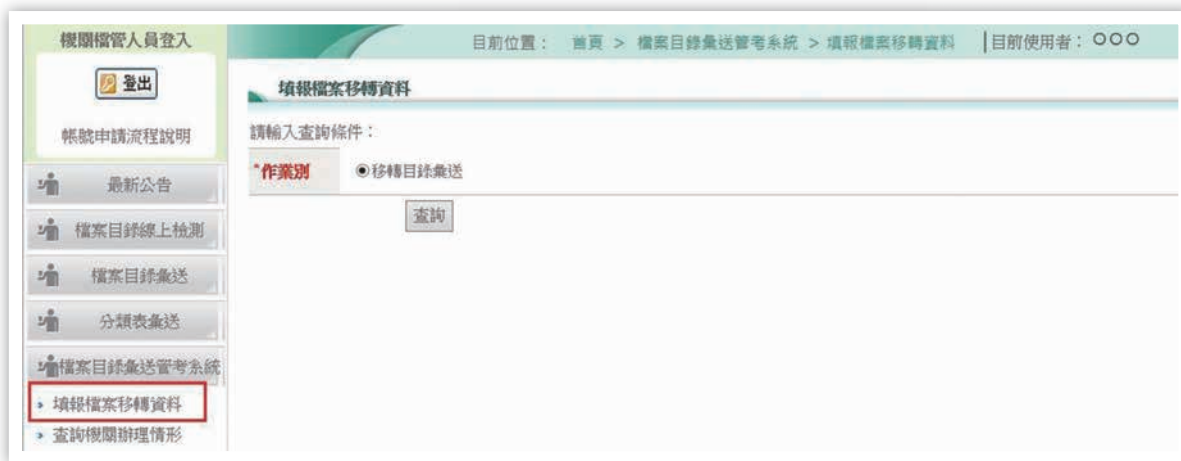 機關檔管人員登入
目前位置： 首頁 > 檔案目錄彙送管考系統 > 填報檔案移轉資料 |目前使用者：○○○
登出
填報檔案移轉資料
帳號申請流程說明
請輸入查詢條件：
*作業別 移轉目錄彙送
最新公告
查詢
檔案目錄線上檢測
檔案目錄彙送
分類表彙送
檔案目錄彙送管考系統
填報檔案移轉資料
查詢機關辦理情形